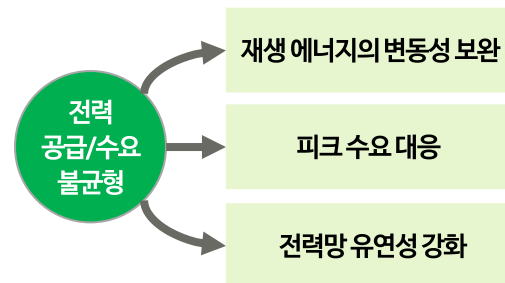 전력
공급/수요
불균형
재생 에너지의 변동성 보완
피크 수요 대응
전력망 유연성 강화